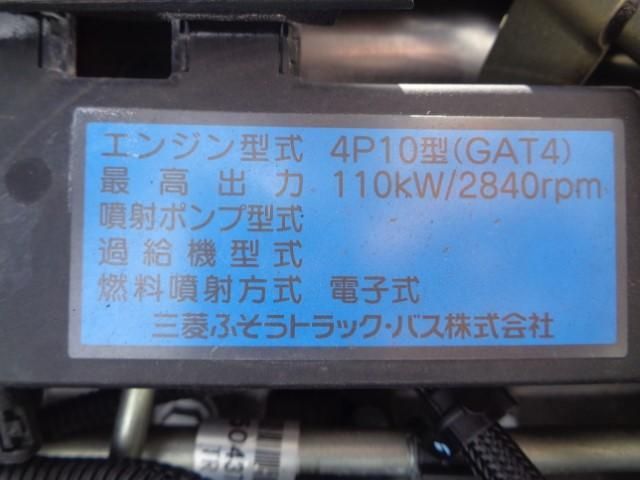 エンジン型式 4P10型(GAT4)
最高出力 110kW/2840rpm
噴射ポンプ型式
過給機型式
燃料噴射方式 電子式
三菱ふそうトラック・バス株式会社
TR